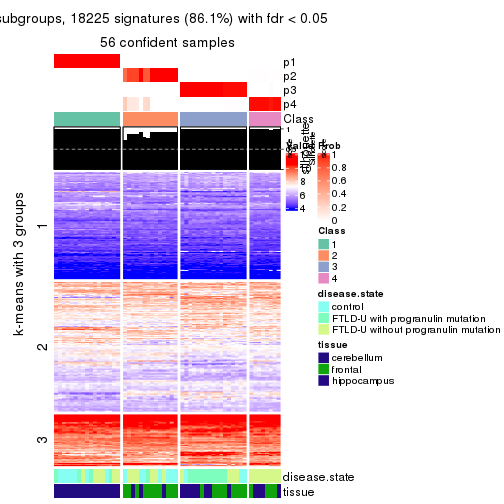 subgroups, 18225 signatures (86.1%) with fdr < 0.05
56 confident samples
p1
p2
p3
p4
Class
1
Value
Prob
8
6
4
1
0.8
0.6
0.4
0.2
0
k-means with 3 groups
1
2
3
Class
1
2
3
4
disease.state
control
FTLD-U with progranulin mutation
FTLD-U without progranulin mutation
tissue
cerebellum
frontal
hippocampus
disease.state
tissue